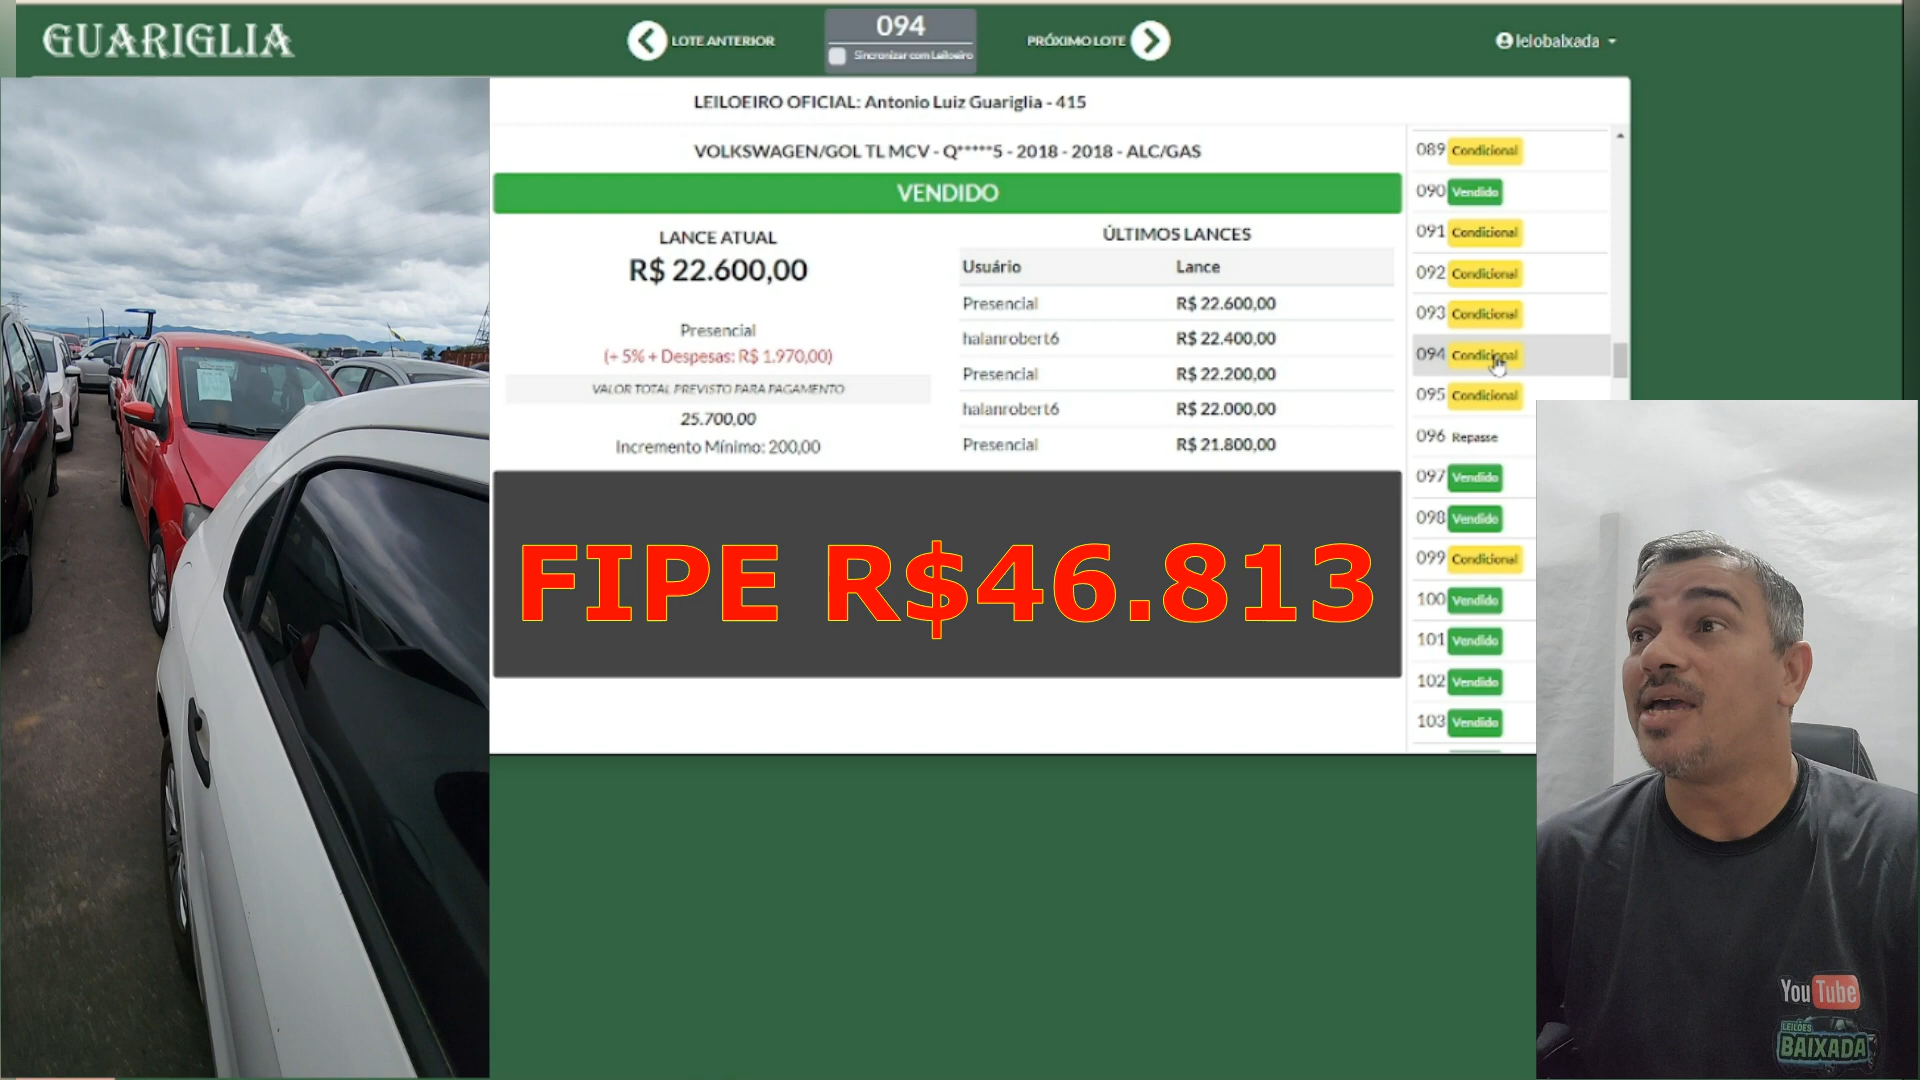 GUARIGLIA
LOTE ANTERIOR
094
Sincronizar com Leiloeiro
PRÓXIMO LOTE
lelobaixada
LEILOEIRO OFICIAL: Antonio Luiz Guariglia - 415
VOLKSWAGEN/GOL TL MCV - Q*****5 - 2018 - 2018 - ALC/GAS
VENDIDO
LANCE ATUAL
R$ 22.600,00
Presencial
(+ 5% + Despesas: R$ 1.970,00)
VALOR TOTAL PREVISTO PARA PAGAMENTO
25.700,00
Incremento Mínimo: 200,00
ÚLTIMOS LANCES
Usuário Lance
Presencial R$ 22.600,00
halanrobert6 R$ 22.400,00
Presencial R$ 22.200,00
halanrobert6 R$ 22.000,00
Presencial R$ 21.800,00
FIPE R$46.813
089 Condicional
090 Vendido
091 Condicional
092 Condicional
093 Condicional
094 Condicional
095 Condicional
096 Repasse
097 Vendido
098 Vendido
099 Condicional
100 Vendido
101 Vendido
102 Vendido
103 Vendido
YouTube
LEILÕES
BAIXADA